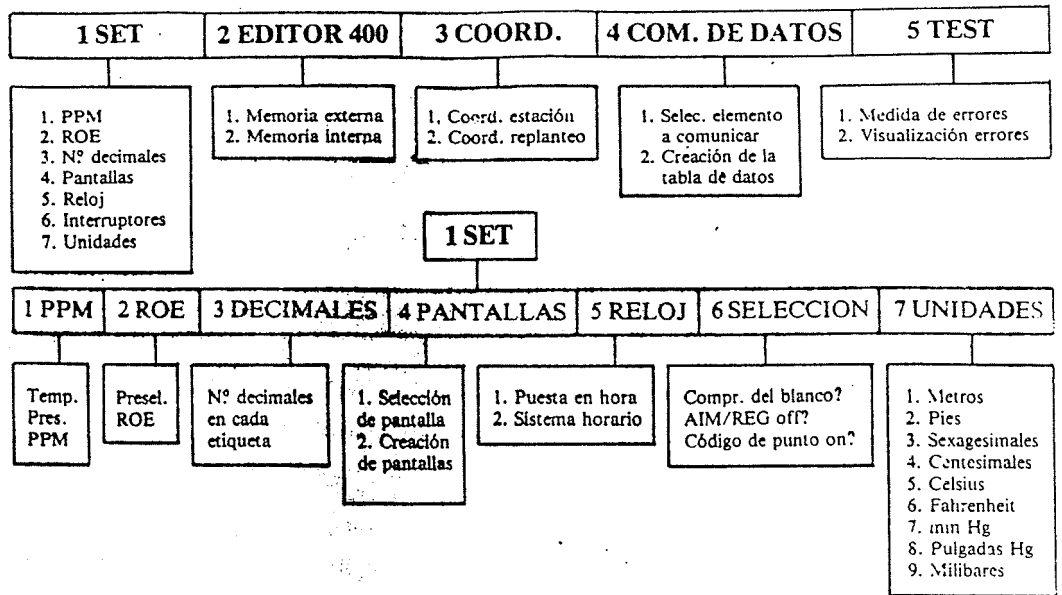 1 SET
2 EDITOR 400
3 COORD.
4 COM. DE DATOS
5 TEST
1. PPM
2. ROE
3. Nº decimales
4. Pantallas
5. Reloj
6. Interruptores
7. Unidades
1. Memoria externa
2. Memoria interna
1. Coord. estación
2. Coord. replanteo
1. Selec. elemento
a comunicar
2. Creación de la
tabla de datos
1. Medida de errores
2. Visualización errores
1 SET
1 PPM
2 ROE
3 DECIMALES
4 PANTALLAS
5 RELOJ
6 SELECCION
7 UNIDADES
Temp.
Pres.
PPM
Presel.
ROE
Nº decimales
en cada
etiqueta
1. Selección
de pantalla
2. Creación
de pantallas
1. Puesta en hora
2. Sistema horario
Compr. del blanco?
AIM/REG off?
Código de punto on?
1. Metros
2. Pies
3. Sexagesimales
4. Centesimales
5. Celsius
6. Fahrenheit
7. mm Hg
8. Pulgadas Hg
9. Milibares